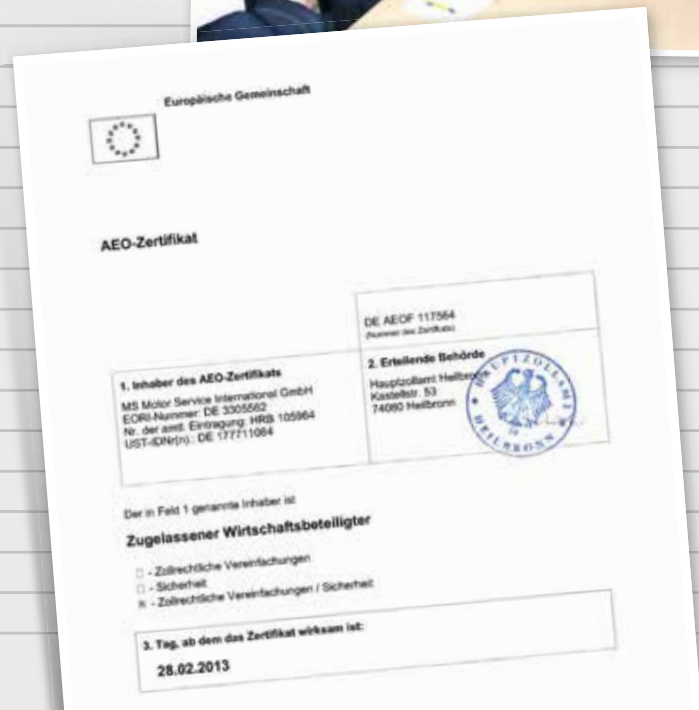 Europäische Gemeinschaft
AEO-Zertifikat
DE AEOF 117564
(Nummer des Zertifikats)
1. Inhaber des AEO-Zertifikats
MS Motor Service International GmbH
EORI-Nummer: DE 3305562
Nr. der amtl. Eintragung: HRB 105964
UST-IDNr(n).: DE 177711084
2. Erteilende Behörde
Hauptzollamt Heilbronn
Kastellstr. 53
74080 Heilbronn
HAUPTZOLLAMT
HEILBRONN
Der in Feld 1 genannte Inhaber ist
Zugelassener Wirtschaftsbeteiligter
- Zollrechtliche Vereinfachungen
- Sicherheit
- Zollrechtliche Vereinfachungen / Sicherheit
3. Tag, ab dem das Zertifikat wirksam ist:
28.02.2013